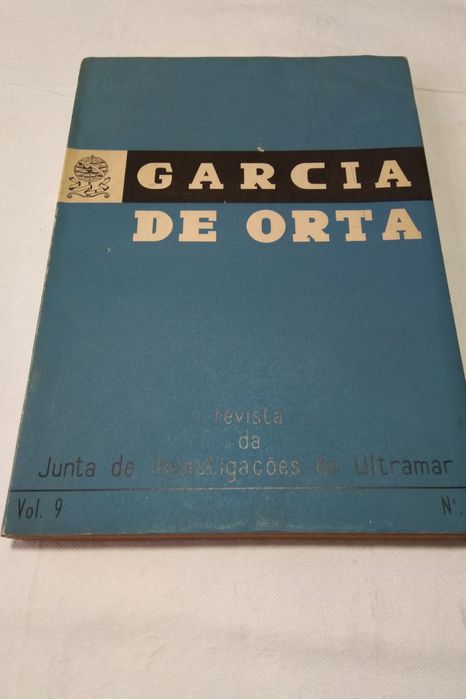 GARCIA
DE ORTA
revista
da
Junta de Investigações do Ultramar
Vol. 9
N°.